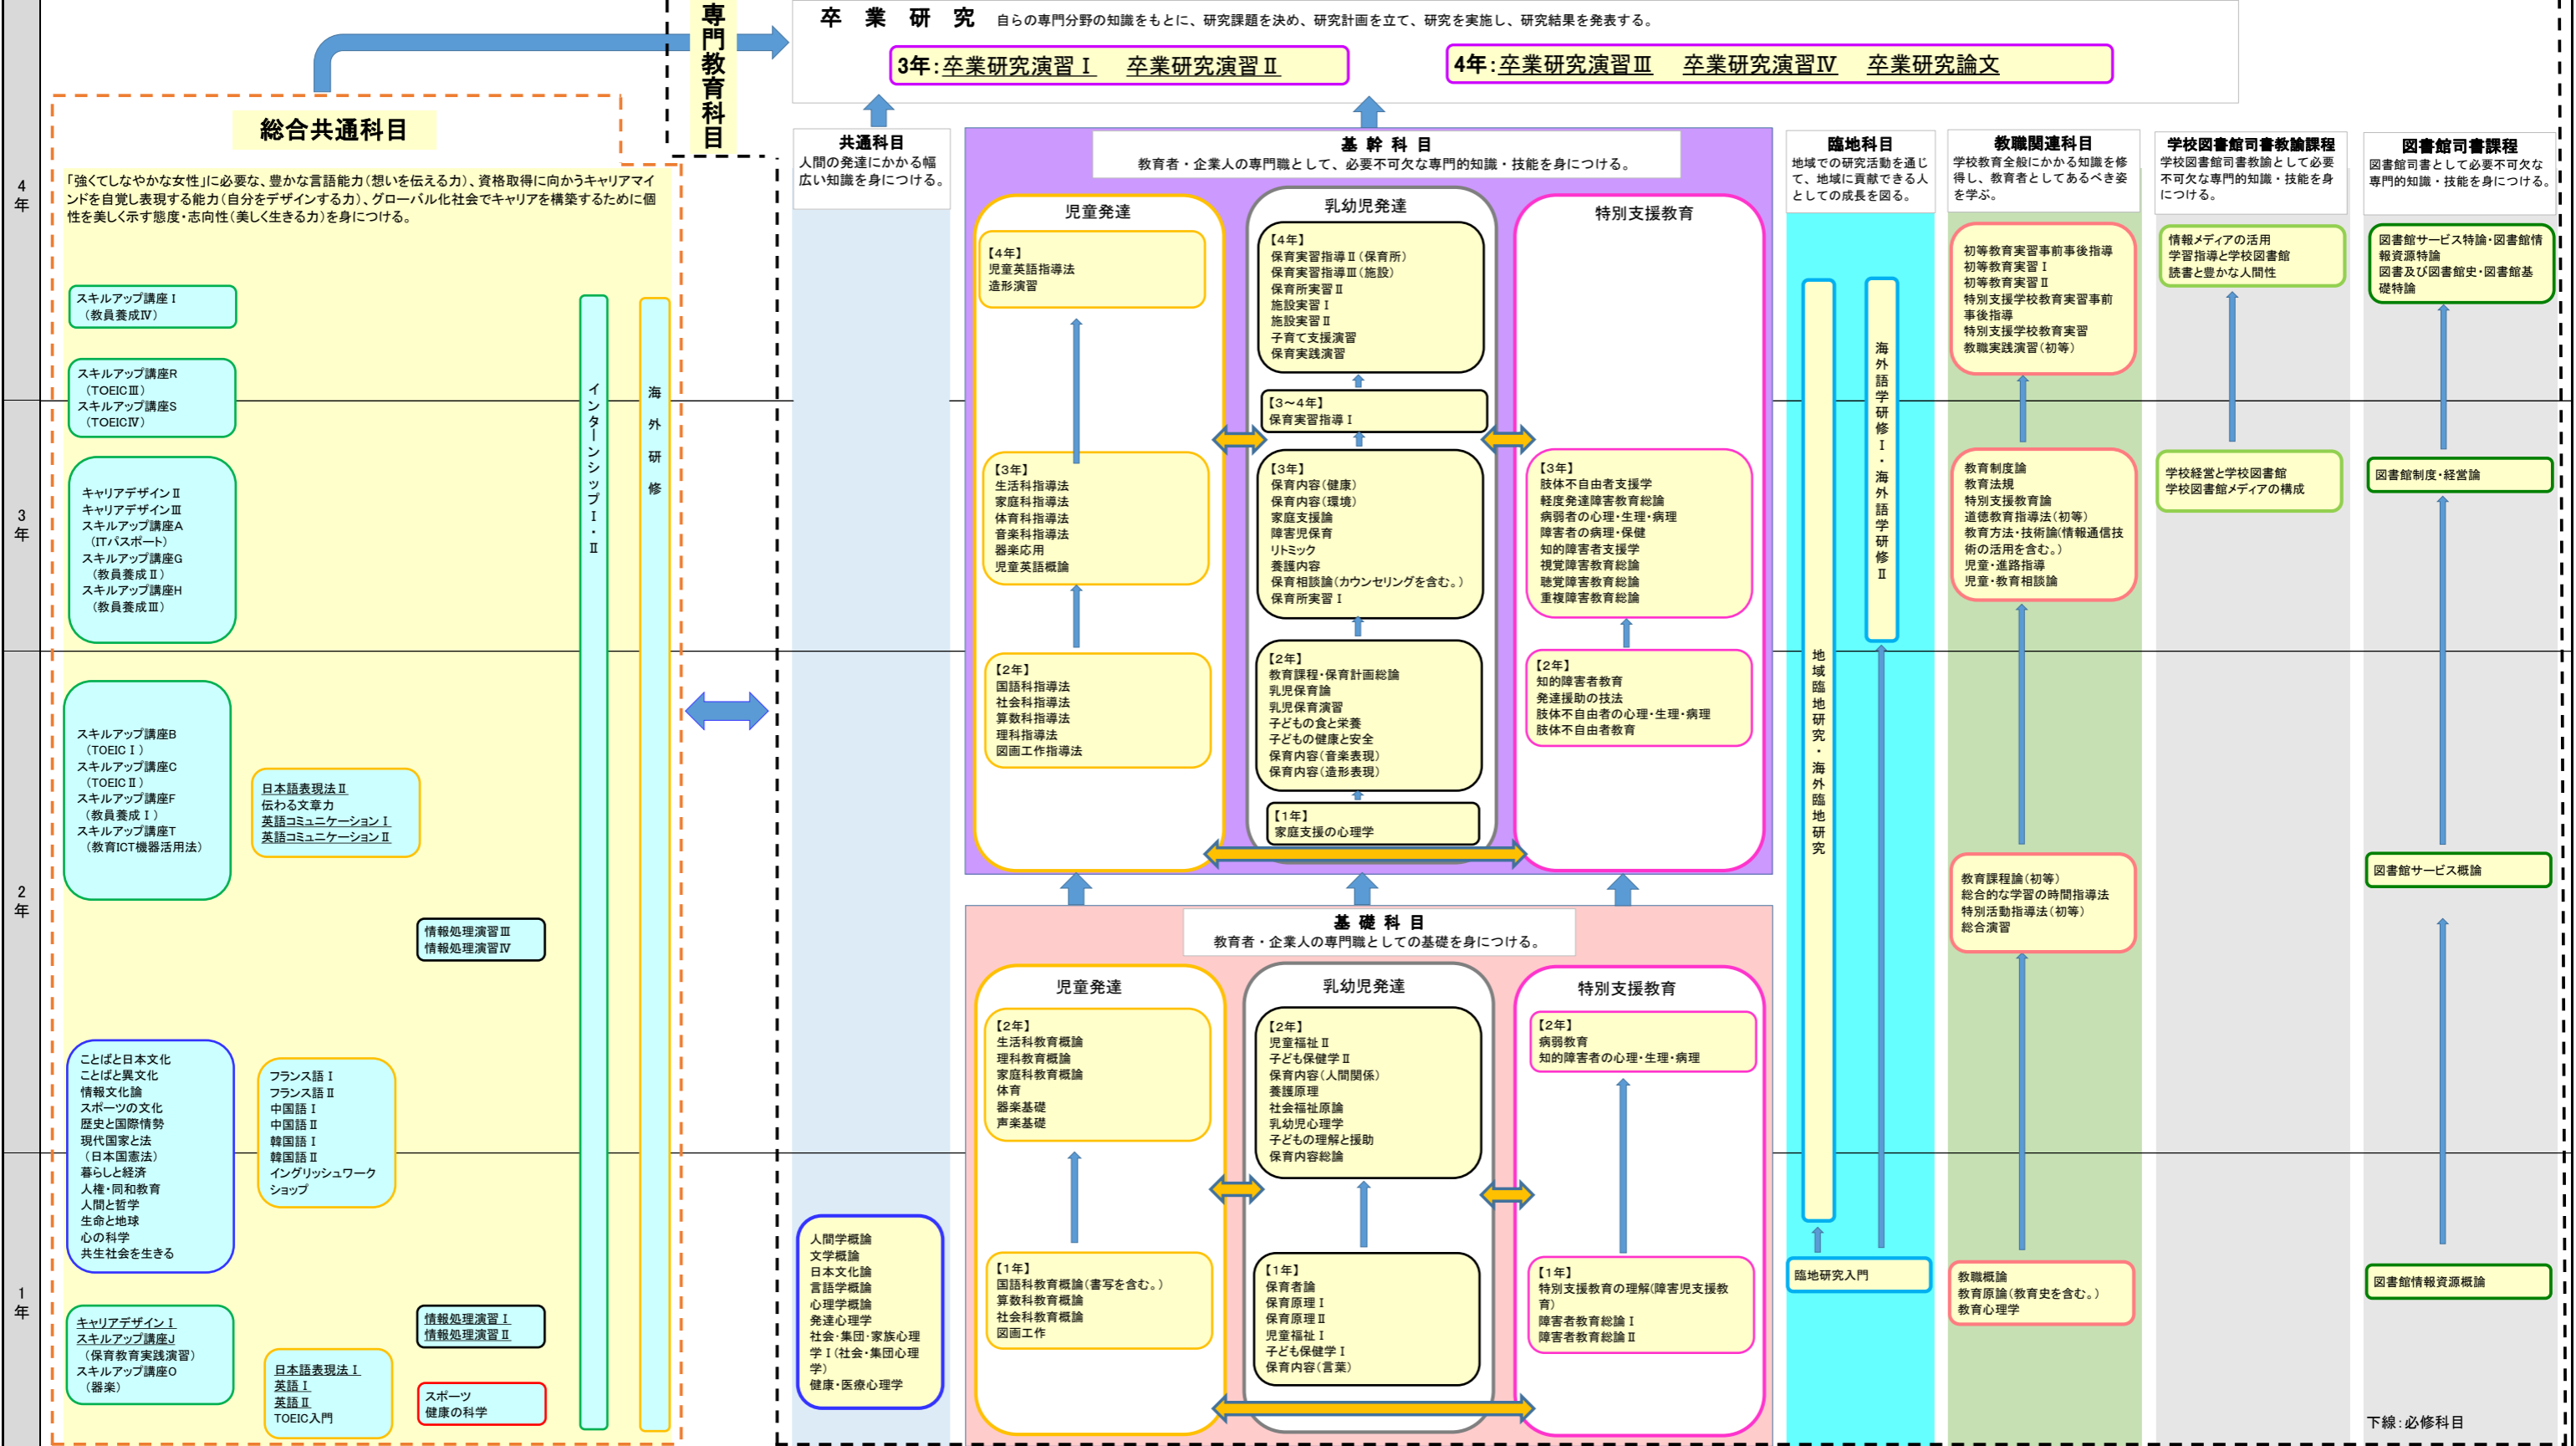 専門教育科目
卒 業 研 究 自らの専門分野の知識をもとに、研究課題を決め、研究計画を立て、研究を実施し、研究結果を発表する。
3年：卒業研究演習Ⅰ 卒業研究演習Ⅱ
4年：卒業研究演習Ⅲ 卒業研究演習Ⅳ 卒業研究論文
4年
3年
2年
1年
総合共通科目
「強くてしなやかな女性」に必要な、豊かな言語能力（想いを伝える力）、資格取得に向かうキャリアマイ
ンドを自覚し表現する能力（自分をデザインする力）、グローバル化社会でキャリアを構築するために個
性を美しく示す態度・志向性（美しく生きる力）を身につける。
スキルアップ講座Ⅰ
（教員養成Ⅳ）
スキルアップ講座R
（TOEICⅢ）
スキルアップ講座S
（TOEICⅣ）
キャリアデザインⅡ
キャリアデザインⅢ
スキルアップ講座A
（ITパスポート）
スキルアップ講座G
（教員養成Ⅱ）
スキルアップ講座H
（教員養成Ⅲ）
スキルアップ講座B
（TOEICⅠ）
スキルアップ講座C
（TOEICⅡ）
スキルアップ講座F
（教員養成Ⅰ）
スキルアップ講座T
（教育ICT機器活用法）
日本語表現法Ⅱ
伝わる文章力
英語コミュニケーションⅠ
英語コミュニケーションⅡ
情報処理演習Ⅲ
情報処理演習Ⅳ
ことばと日本文化
ことばと異文化
情報文化論
スポーツの文化
歴史と国際情勢
現代国家と法
（日本国憲法）
暮らしと経済
人権・同和教育
人間と哲学
生命と地球
心の科学
共生社会を生きる
フランス語Ⅰ
フランス語Ⅱ
中国語Ⅰ
中国語Ⅱ
韓国語Ⅰ
韓国語Ⅱ
イングリッシュワーク
ショップ
キャリアデザインⅠ
スキルアップ講座J
（保育教育実践演習）
スキルアップ講座O
（器楽）
日本語表現法Ⅰ
英語Ⅰ
英語Ⅱ
TOEIC入門
情報処理演習Ⅰ
情報処理演習Ⅱ
スポーツ
健康の科学
インターンシップⅠ・Ⅱ
海外研修
共通科目
人間の発達にかかる幅
広い知識を身につける。
人間学概論
文学概論
日本文化論
言語学概論
心理学概論
発達心理学
社会・集団・家族心理
学Ⅰ（社会・集団心理
学）
健康・医療心理学
基 幹 科 目
教育者・企業人の専門職として、必要不可欠な専門的知識・技能を身につける。
児童発達
【4年】
児童英語指導法
造形演習
【3年】
生活科指導法
家庭科指導法
体育科指導法
音楽科指導法
器楽応用
児童英語概論
【2年】
国語科指導法
社会科指導法
算数科指導法
理科指導法
図画工作指導法
乳幼児発達
【4年】
保育実習指導Ⅱ（保育所）
保育実習指導Ⅲ（施設）
保育所実習Ⅱ
施設実習Ⅰ
施設実習Ⅱ
子育て支援演習
保育実践演習
【3～4年】
保育実習指導Ⅰ
【3年】
保育内容（健康）
保育内容（環境）
家庭支援論
障害児保育
リトミック
養護内容
保育相談論（カウンセリングを含む。）
保育所実習Ⅰ
【2年】
教育課程・保育計画総論
乳児保育論
乳児保育演習
子どもの食と栄養
子どもの健康と安全
保育内容（音楽表現）
保育内容（造形表現）
【1年】
家庭支援の心理学
特別支援教育
【3年】
肢体不自由者支援学
軽度発達障害教育総論
病弱者の心理・生理・病理
障害者の病理・保健
知的障害者支援学
視覚障害教育総論
聴覚障害教育総論
重複障害教育総論
【2年】
知的障害者教育
発達援助の技法
肢体不自由者の心理・生理・病理
肢体不自由者教育
基 礎 科 目
教育者・企業人の専門職としての基礎を身につける。
児童発達
【2年】
生活科教育概論
理科教育概論
家庭科教育概論
体育
器楽基礎
声楽基礎
【1年】
国語科教育概論（書写を含む。）
算数科教育概論
社会科教育概論
図画工作
乳幼児発達
【2年】
児童福祉Ⅱ
子ども保健学Ⅱ
保育内容（人間関係）
養護原理
社会福祉原論
乳幼児心理学
子どもの理解と援助
保育内容総論
【1年】
保育者論
保育原理Ⅰ
保育原理Ⅱ
児童福祉Ⅰ
子ども保健学Ⅰ
保育内容（言葉）
特別支援教育
【2年】
病弱教育
知的障害者の心理・生理・病理
【1年】
特別支援教育の理解（障害児支援教
育）
障害者教育総論Ⅰ
障害者教育総論Ⅱ
臨地科目
地域での研究活動を通じ
て、地域に貢献できる人
としての成長を図る。
地域臨地研究・海外臨地研究
海外語学研修Ⅰ・海外語学研修Ⅱ
臨地研究入門
教職関連科目
学校教育全般にかかる知識を修
得し、教育者としてあるべき姿
を学ぶ。
初等教育実習事前事後指導
初等教育実習Ⅰ
初等教育実習Ⅱ
特別支援学校教育実習事前
事後指導
特別支援学校教育実習
教職実践演習（初等）
教育制度論
教育法規
特別支援教育論
道徳教育指導法（初等）
教育方法・技術論（情報通信技
術の活用を含む。）
児童・進路指導
児童・教育相談論
教育課程論（初等）
総合的な学習の時間指導法
特別活動指導法（初等）
総合演習
教職概論
教育原論（教育史を含む。）
教育心理学
学校図書館司書教諭課程
学校図書館司書教諭として必要
不可欠な専門的知識・技能を身
につける。
情報メディアの活用
学習指導と学校図書館
読書と豊かな人間性
学校経営と学校図書館
学校図書館メディアの構成
図書館司書課程
図書館司書として必要不可欠な
専門的知識・技能を身につける。
図書館サービス特論・図書館情
報資源特論
図書及び図書館史・図書館基
礎特論
図書館制度・経営論
図書館サービス概論
図書館情報資源概論
下線：必修科目